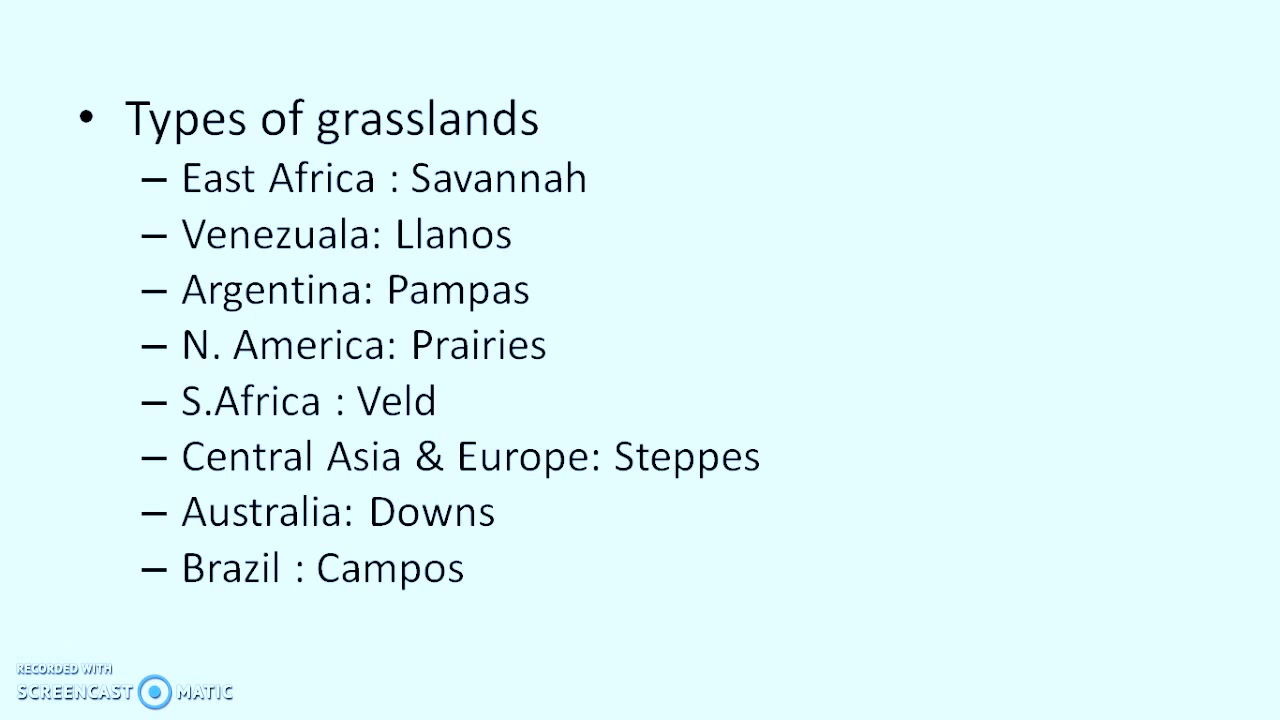 • Types of grasslands
– East Africa : Savannah
– Venezuala: Llanos
– Argentina: Pampas
– N. America: Prairies
– S.Africa : Veld
– Central Asia & Europe: Steppes
– Australia: Downs
– Brazil : Campos
RECORDED WITH
SCREENCAST MATIC